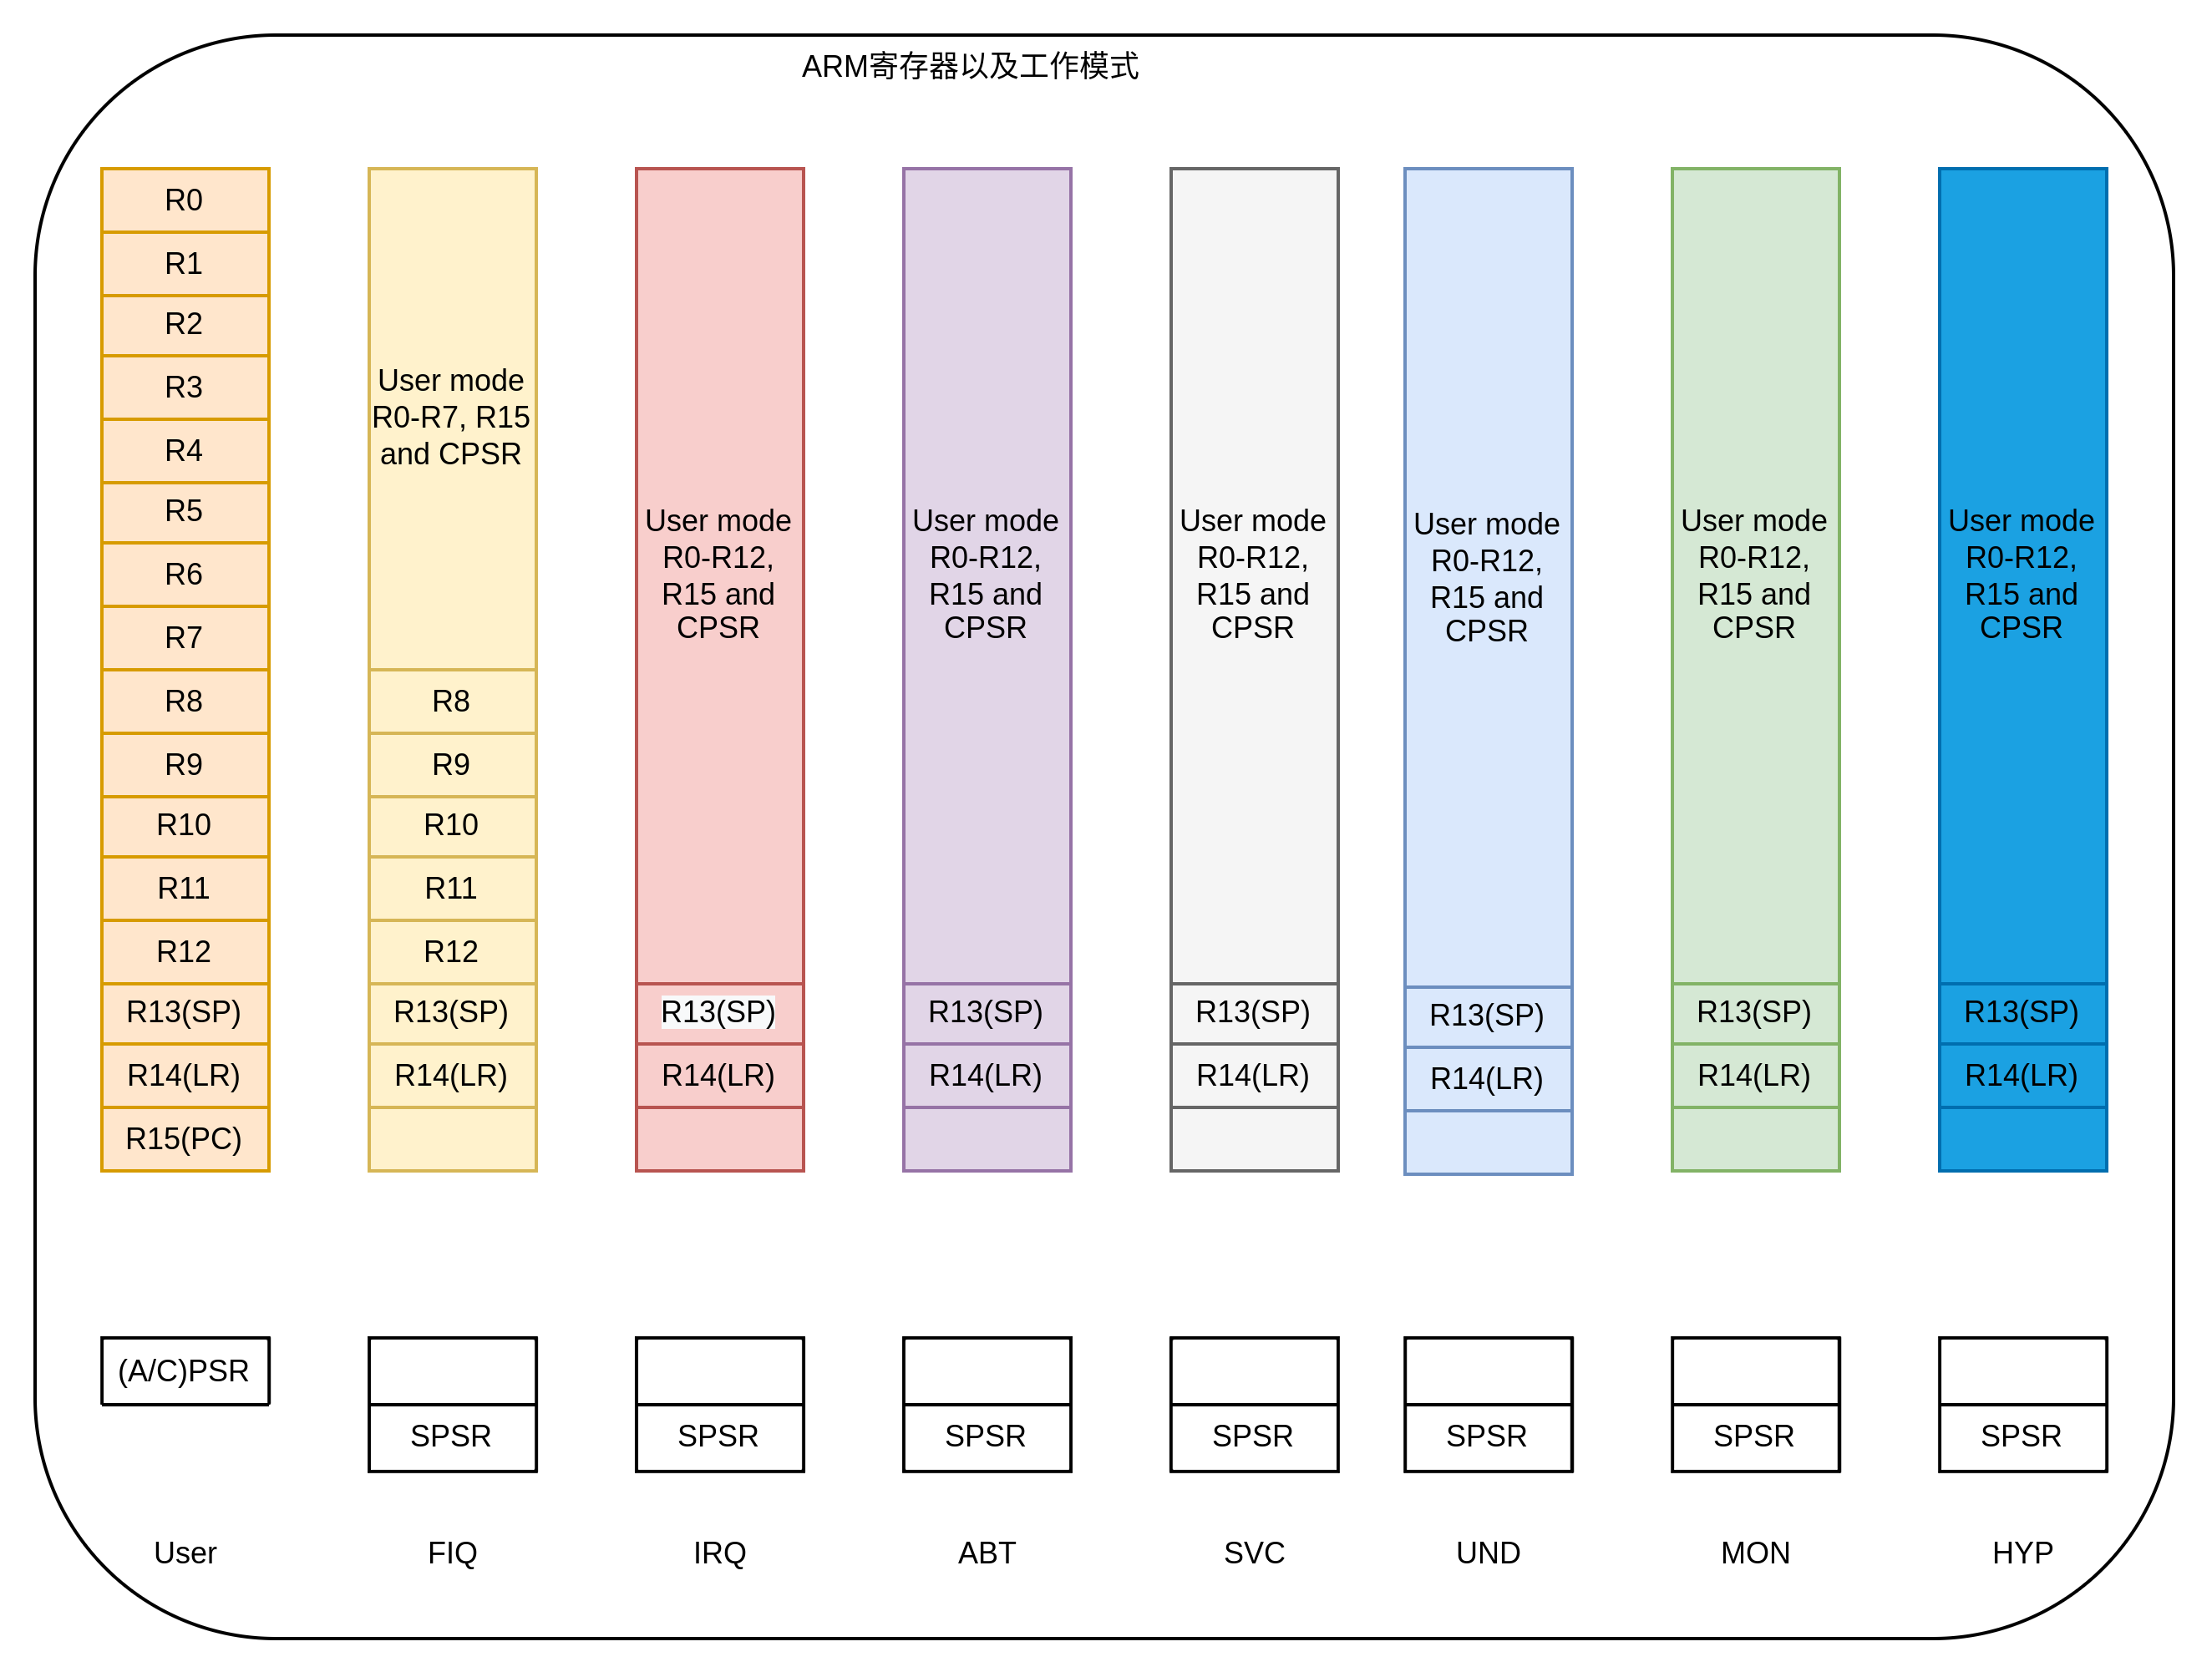 ARM寄存器以及工作模式
R0
R1
R2
R3
R4
R5
R6
R7
R8
R9
R10
R11
R12
R13(SP)
R14(LR)
R15(PC)
(A/C)PSR
User
User mode
R0-R7, R15
and CPSR
R8
R9
R10
R11
R12
R13(SP)
R14(LR)
SPSR
FIQ
User mode
R0-R12,
R15 and
CPSR
R13(SP)
R14(LR)
SPSR
IRQ
User mode
R0-R12,
R15 and
CPSR
R13(SP)
R14(LR)
SPSR
ABT
User mode
R0-R12,
R15 and
CPSR
R13(SP)
R14(LR)
SPSR
SVC
User mode
R0-R12,
R15 and
CPSR
R13(SP)
R14(LR)
SPSR
UND
User mode
R0-R12,
R15 and
CPSR
R13(SP)
R14(LR)
SPSR
MON
User mode
R0-R12,
R15 and
CPSR
R13(SP)
R14(LR)
SPSR
HYP